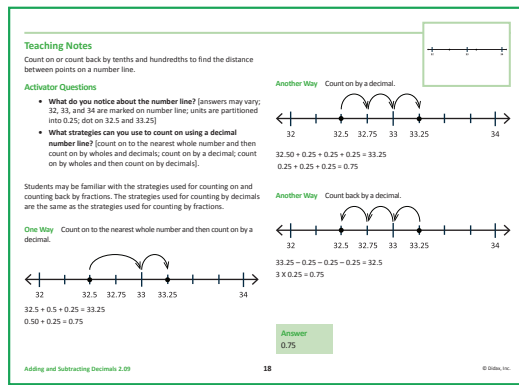 Teaching Notes
Count on or count back by tenths and hundredths to find the distance
between points on a number line.
Activator Questions
• What do you notice about the number line? [answers may vary;
32, 33, and 34 are marked on number line; units are partitioned
into 0.25; dot on 32.5 and 33.25]
• What strategies can you use to count on using a decimal
number line? [count on to the nearest whole number and then
count on by wholes and decimals; count on by a decimal; count
on by wholes and then count on by decimals].
Students may be familiar with the strategies used for counting on and
counting back by fractions. The strategies used for counting by decimals
are the same as the strategies used for counting by fractions.
One Way Count on to the nearest whole number and then count on by a
decimal.
32 32.5 32.75 33 33.25 34
32.5 + 0.5 + 0.25 = 33.25
0.50 + 0.25 = 0.75
Another Way Count on by a decimal.
32 32.5 32.75 33 33.25 34
32.50 + 0.25 + 0.25 + 0.25 = 33.25
0.25 + 0.25 + 0.25 = 0.75
Another Way Count back by a decimal.
32 32.5 32.75 33 33.25 34
33.25 – 0.25 – 0.25 – 0.25 = 32.5
3 X 0.25 = 0.75
Answer
0.75
Adding and Subtracting Decimals 2.09
18
© Didax, Inc.